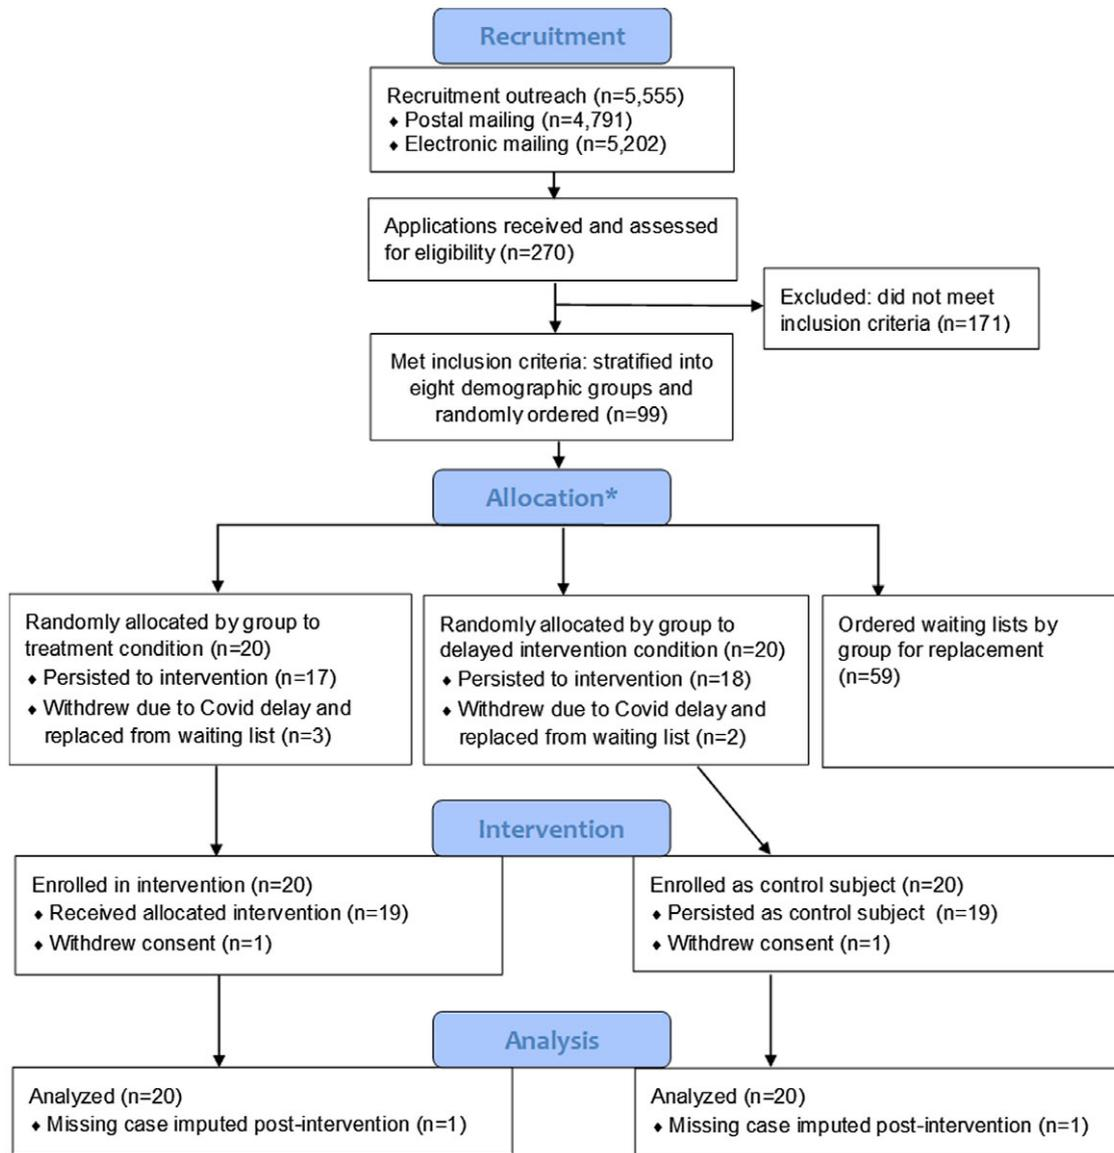 Recruitment
Recruitment outreach (n=5,555)
♦ Postal mailing (n=4,791)
♦ Electronic mailing (n=5,202)
Applications received and assessed
for eligibility (n=270)
Excluded: did not meet
inclusion criteria (n=171)
Met inclusion criteria: stratified into
eight demographic groups and
randomly ordered (n=99)
Allocation*
Randomly allocated by group to
treatment condition (n=20)
♦ Persisted to intervention (n=17)
♦ Withdrew due to Covid delay and
replaced from waiting list (n=3)
Randomly allocated by group to
delayed intervention condition (n=20)
♦ Persisted to intervention (n=18)
♦ Withdrew due to Covid delay and
replaced from waiting list (n=2)
Ordered waiting lists by
group for replacement
(n=59)
Intervention
Enrolled in intervention (n=20)
♦ Received allocated intervention (n=19)
♦ Withdrew consent (n=1)
Enrolled as control subject (n=20)
♦ Persisted as control subject (n=19)
♦ Withdrew consent (n=1)
Analysis
Analyzed (n=20)
♦ Missing case imputed post-intervention (n=1)
Analyzed (n=20)
♦ Missing case imputed post-intervention (n=1)